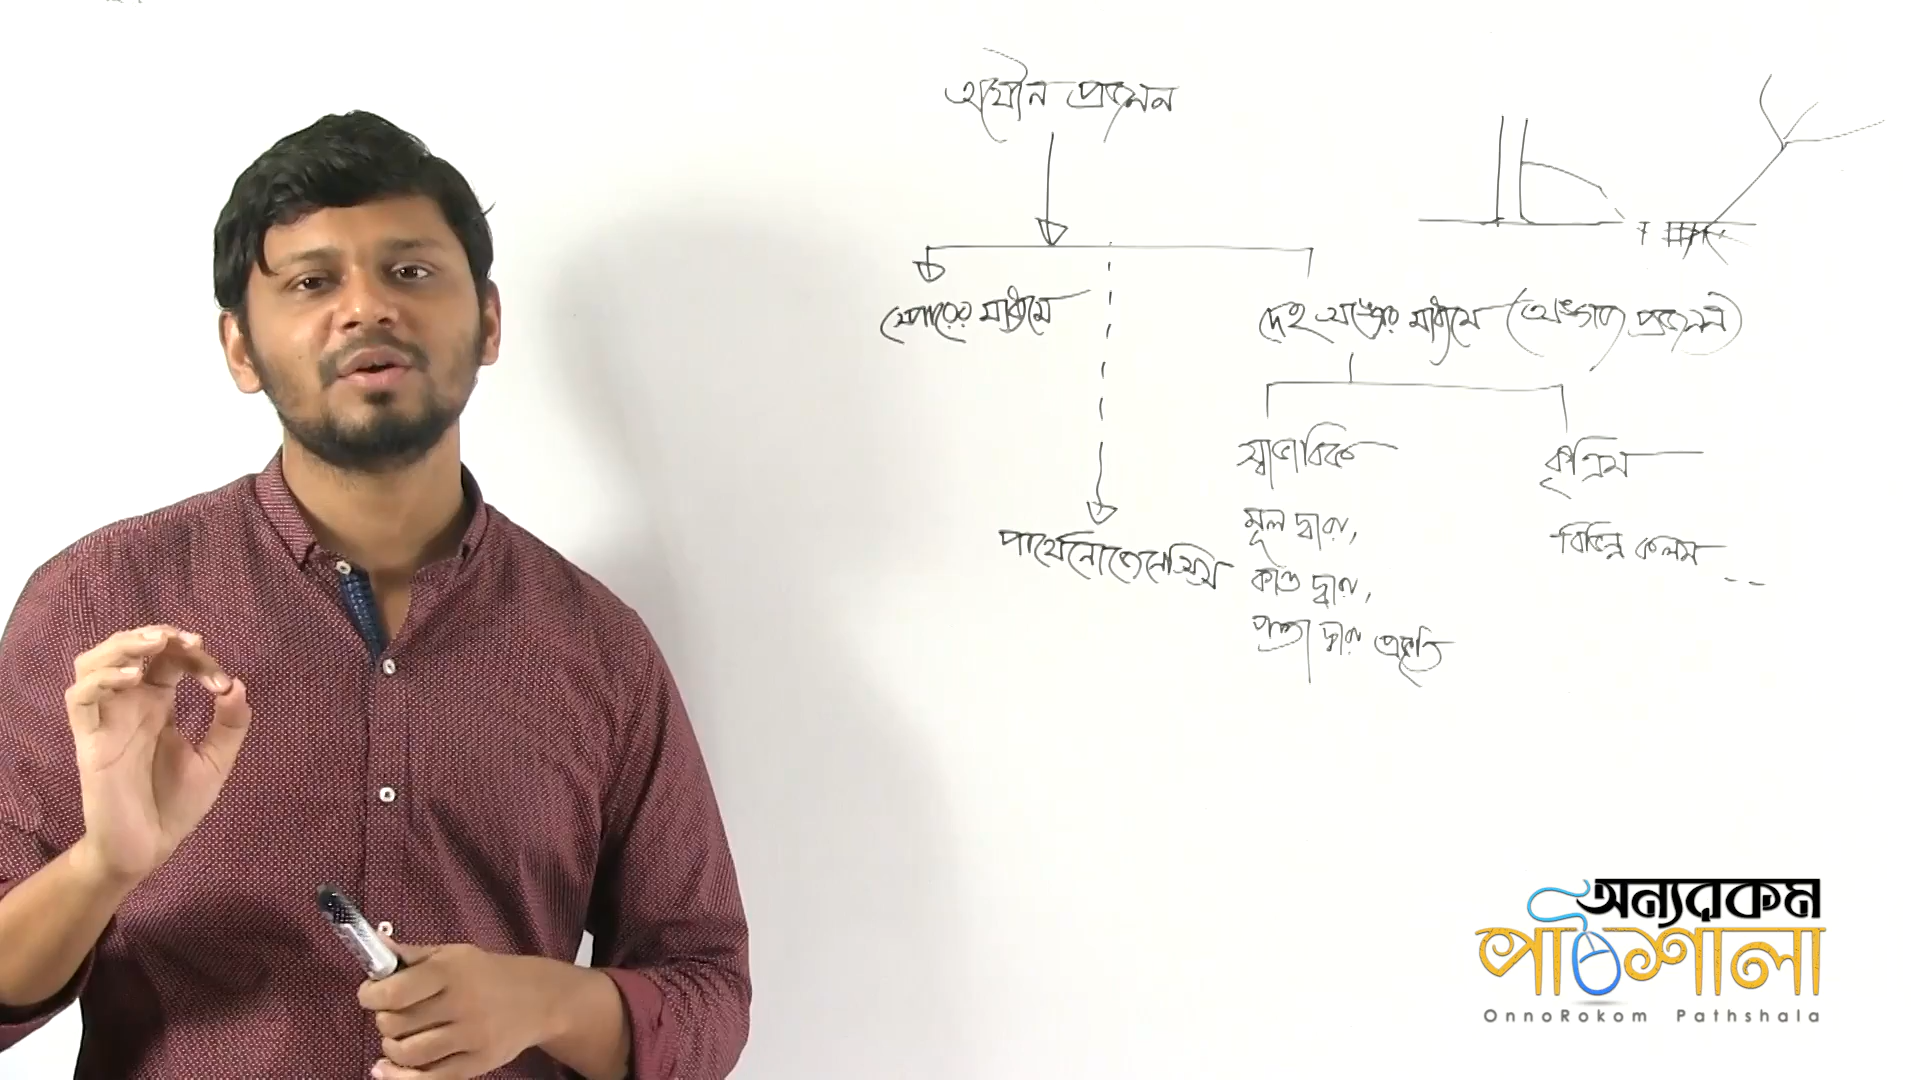 অযৌন প্রজনন
স্পোরের মাধ্যমে
দেহ অঙ্গের মাধ্যমে (অঙ্গজ প্রজনন)
স্বাভাবিক
কৃত্রিম
মূল দ্বারা,
বিভিন্ন কলম --
পার্থেনোজেনেসিস
কান্ড দ্বারা,
পাতা দ্বারা প্রভৃতি
অন্যরকম
পাঠশালা
OnnoRokom Pathshala